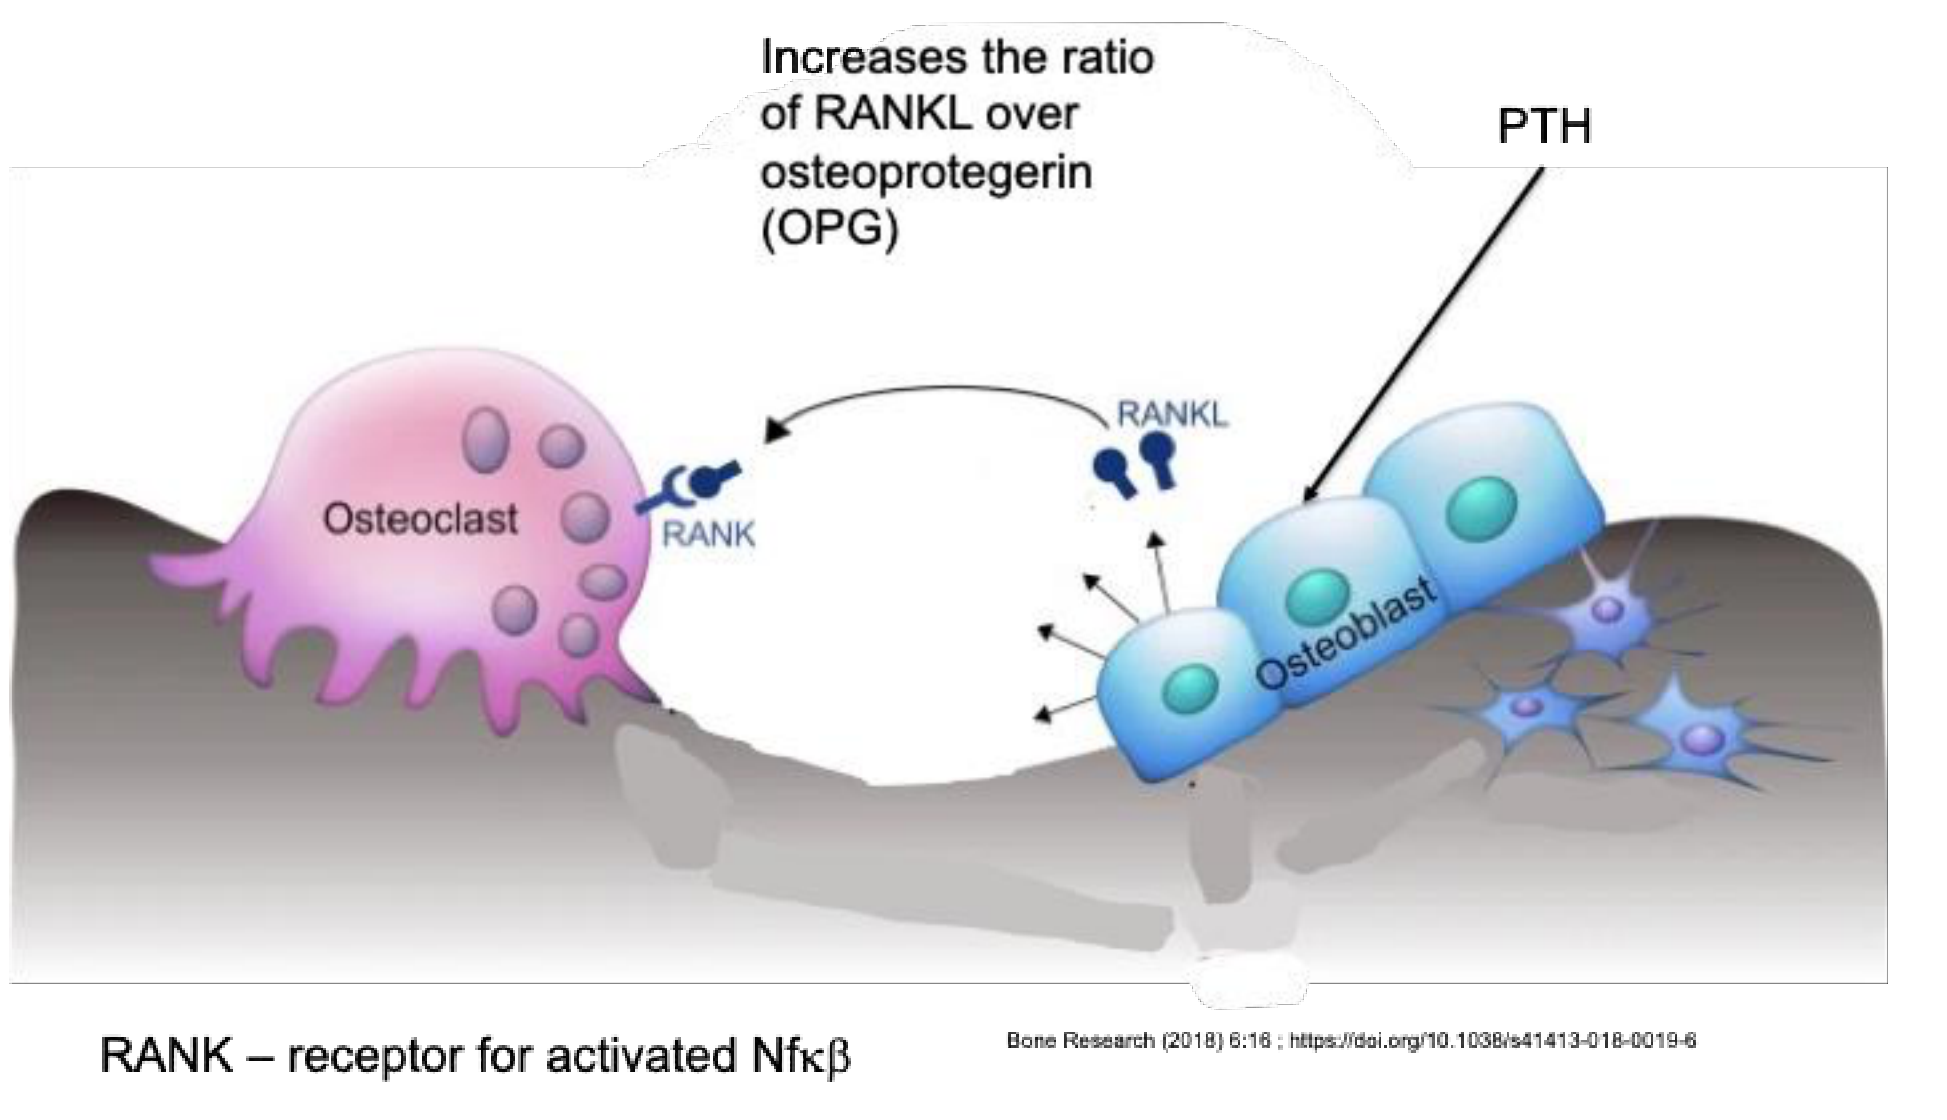 Increases the ratio
of RANKL over
osteoprotegerin
(OPG)
PTH
RANKL
Osteoclast
RANK
Osteoblast
RANK – receptor for activated Nfκβ
Bone Research (2018) 6:16 ; https://doi.org/10.1038/s41413-018-0019-6